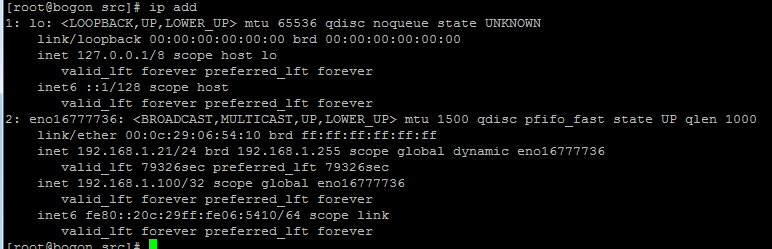 [root@bogon src]# ip add
1: lo: <LOOPBACK,UP,LOWER_UP> mtu 65536 qdisc noqueue state UNKNOWN
    link/loopback 00:00:00:00:00:00 brd 00:00:00:00:00:00
    inet 127.0.0.1/8 scope host lo
       valid_lft forever preferred_lft forever
    inet6 ::1/128 scope host
       valid_lft forever preferred_lft forever
2: eno16777736: <BROADCAST,MULTICAST,UP,LOWER_UP> mtu 1500 qdisc pfifo_fast state UP qlen 1000
    link/ether 00:0c:29:06:54:10 brd ff:ff:ff:ff:ff:ff
    inet 192.168.1.21/24 brd 192.168.1.255 scope global dynamic eno16777736
       valid_lft 79326sec preferred_lft 79326sec
    inet 192.168.1.100/32 scope global eno16777736
       valid_lft forever preferred_lft forever
    inet6 fe80::20c:29ff:fe06:5410/64 scope link
       valid_lft forever preferred_lft forever
[root@bogon src]#